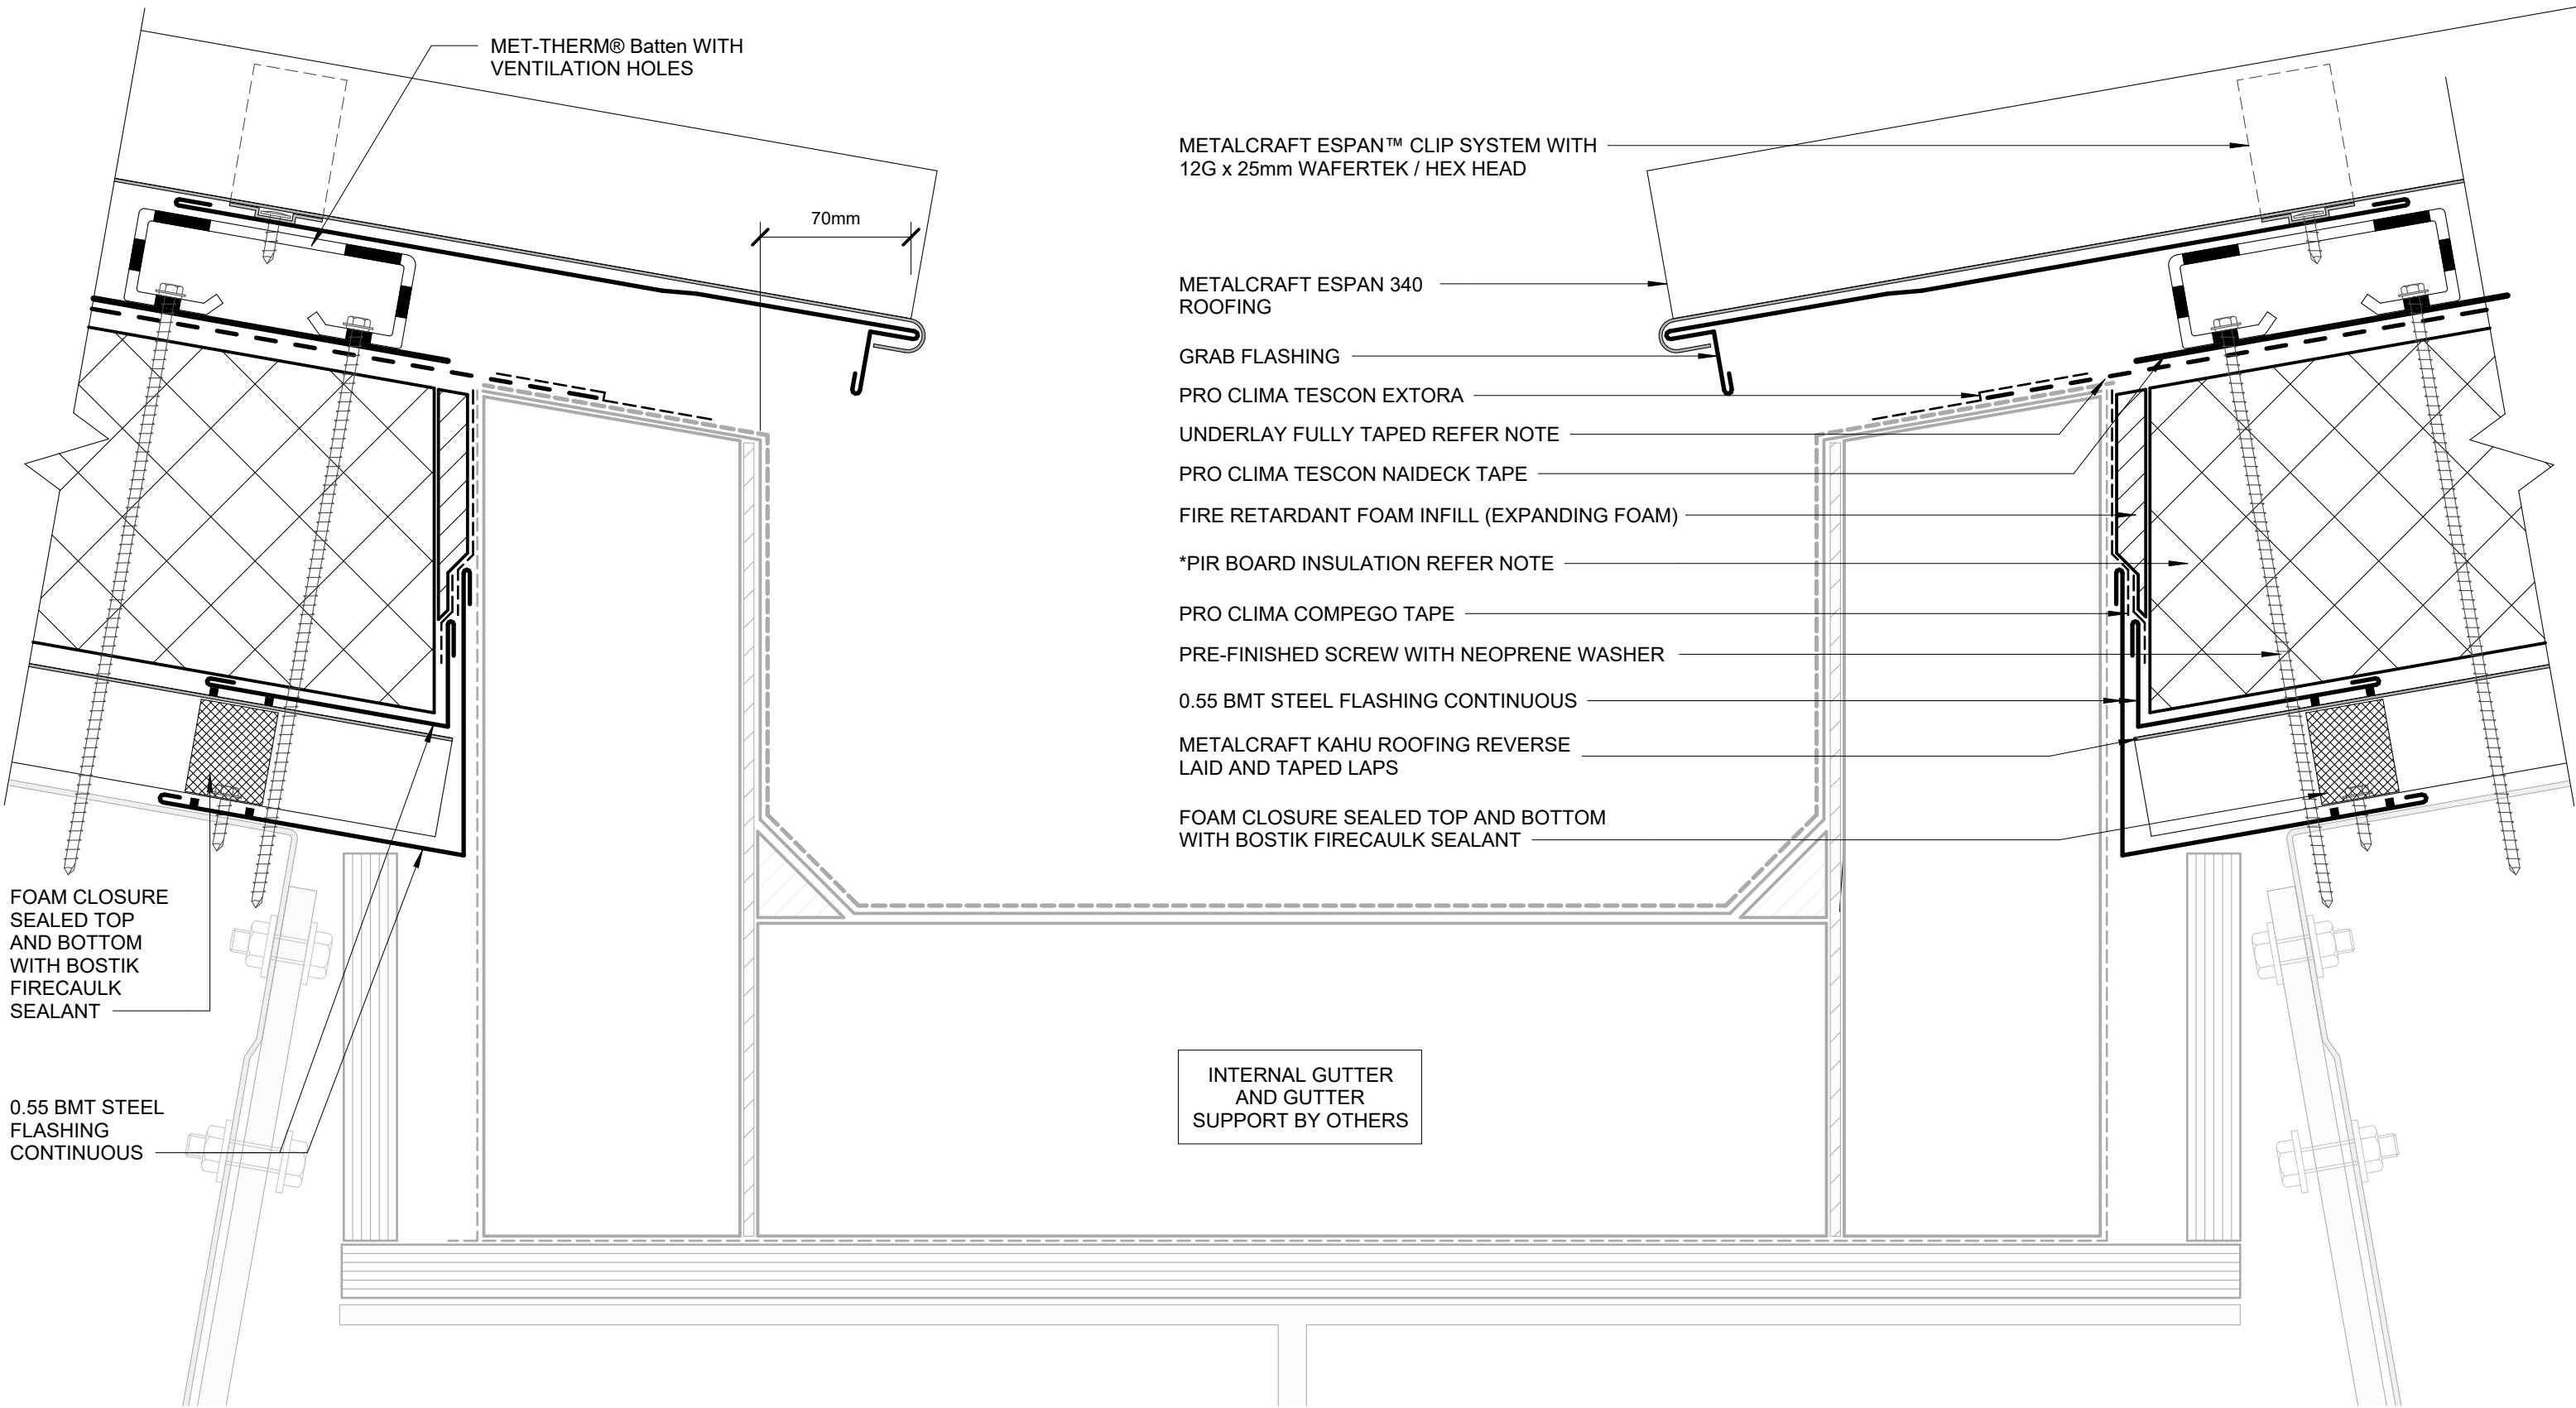 MET-THERM® Batten WITH
VENTILATION HOLES
70mm
METALCRAFT ESPAN™ CLIP SYSTEM WITH
12G x 25mm WAFERTEK / HEX HEAD
METALCRAFT ESPAN 340
ROOFING
GRAB FLASHING
PRO CLIMA TESCON EXTORA
UNDERLAY FULLY TAPED REFER NOTE
PRO CLIMA TESCON NAIDECK TAPE
FIRE RETARDANT FOAM INFILL (EXPANDING FOAM)
*PIR BOARD INSULATION REFER NOTE
PRO CLIMA COMPEGO TAPE
PRE-FINISHED SCREW WITH NEOPRENE WASHER
0.55 BMT STEEL FLASHING CONTINUOUS
METALCRAFT KAHU ROOFING REVERSE
LAID AND TAPED LAPS
FOAM CLOSURE SEALED TOP AND BOTTOM
WITH BOSTIK FIRECAULK SEALANT
FOAM CLOSURE
SEALED TOP
AND BOTTOM
WITH BOSTIK
FIRECAULK
SEALANT
0.55 BMT STEEL
FLASHING
CONTINUOUS
INTERNAL GUTTER
AND GUTTER
SUPPORT BY OTHERS